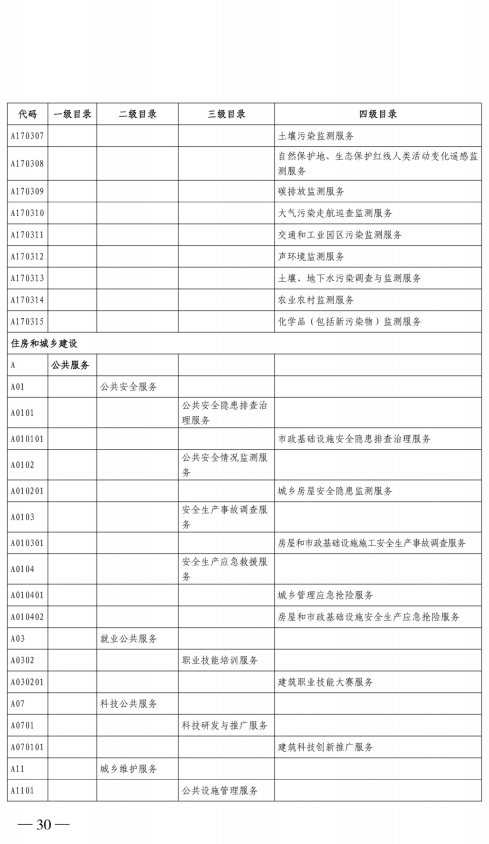 代码 一级目录 二级目录 三级目录 四级目录
A170307 土壤污染监测服务
A170308 自然保护地、生态保护红线人类活动变化遥感监
测服务
A170309 碳排放监测服务
A170310 大气污染走航巡查监测服务
A170311 交通和工业园区污染监测服务
A170312 声环境监测服务
A170313 土壤、地下水污染调查与监测服务
A170314 农业农村监测服务
A170315 化学品（包括新污染物）监测服务
住房和城乡建设
A 公共服务
A01 公共安全服务
A0101 公共安全隐患排查治
理服务
A010101 市政基础设施安全隐患排查治理服务
A0102 公共安全情况监测服
务
A010201 城乡房屋安全隐患监测服务
A0103 安全生产事故调查服
务
A010301 房屋和市政基础设施施工安全生产事故调查服务
A0104 安全生产应急救援服
务
A010401 城乡管理应急抢险服务
A010402 房屋和市政基础设施安全生产应急抢险服务
A03 就业公共服务
A0302 职业技能培训服务
A030201 建筑职业技能大赛服务
A07 科技公共服务
A0701 科技研发与推广服务
A070101 建筑科技创新推广服务
A11 城乡维护服务
A1101 公共设施管理服务
— 30 —